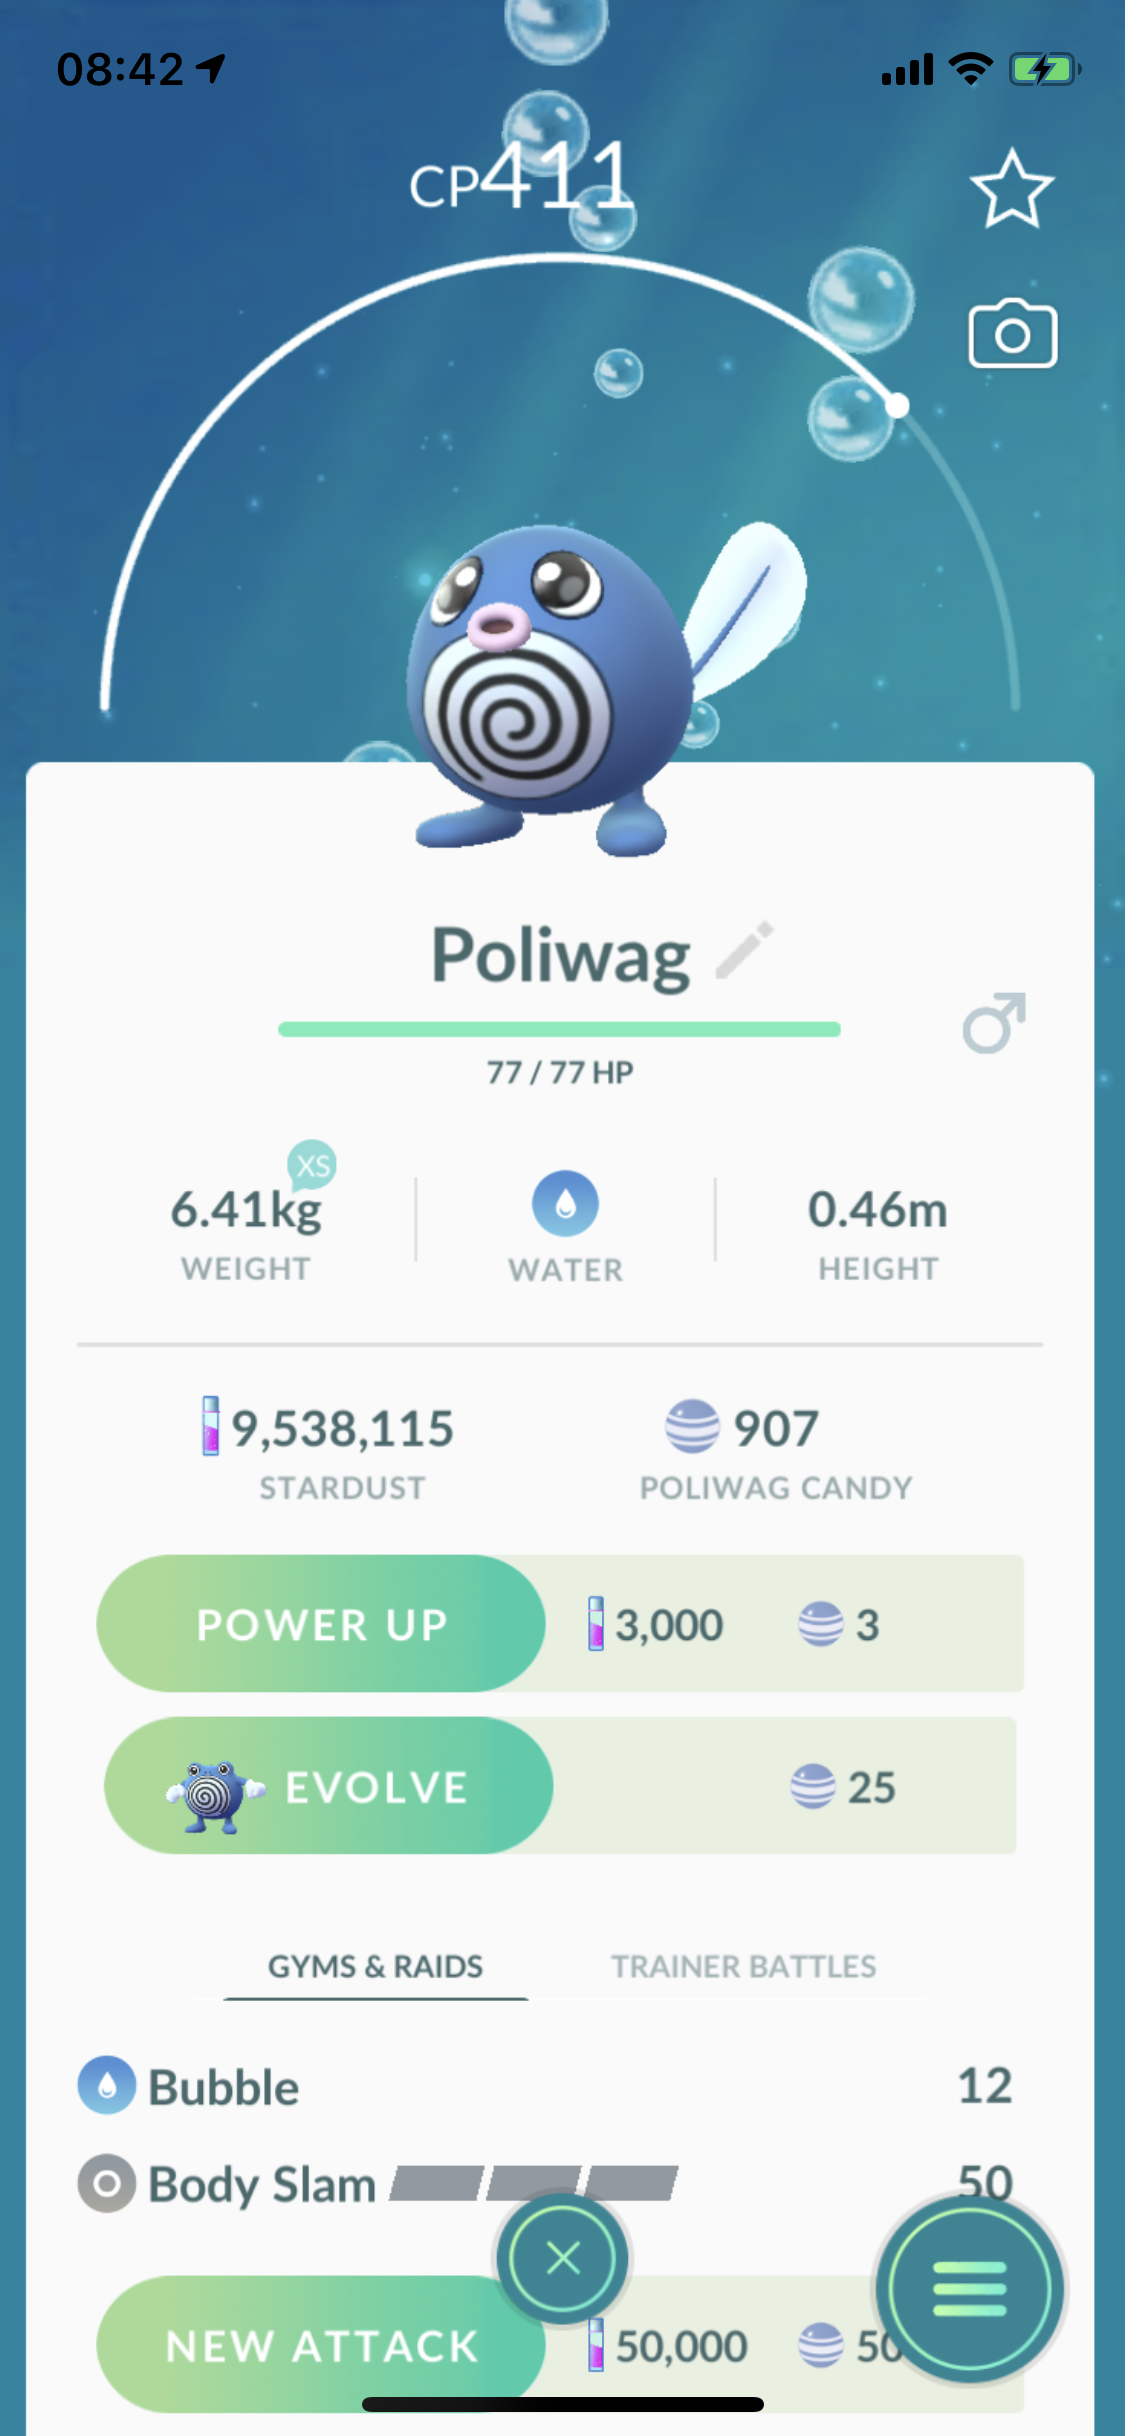 08:42
CP411
Poliwag
77 / 77 HP
XS
6.41kg
WEIGHT
WATER
0.46m
HEIGHT
9,538,115
STARDUST
907
POLIWAG CANDY
POWER UP 3,000 3
EVOLVE 25
GYMS & RAIDS TRAINER BATTLES
Bubble 12
Body Slam 50
NEW ATTACK 50,000